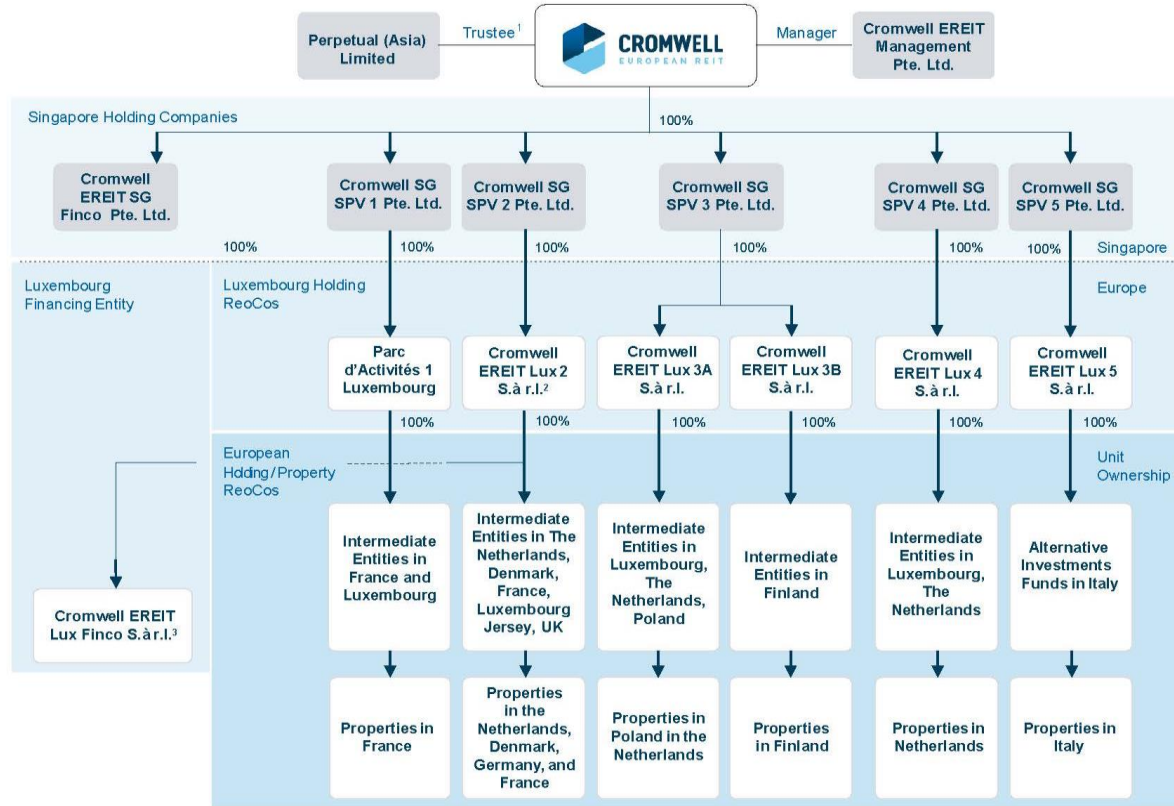 Perpetual (Asia)
Limited
Trustee¹
CROMWELL
EUROPEAN REIT
Manager
Cromwell EREIT
Management
Pte. Ltd.
Singapore Holding Companies
100%
Cromwell
EREIT SG
Finco Pte. Ltd.
Cromwell SG
SPV 1 Pte. Ltd.
Cromwell SG
SPV 2 Pte. Ltd.
Cromwell SG
SPV 3 Pte. Ltd.
Cromwell SG
SPV 4 Pte. Ltd.
Cromwell SG
SPV 5 Pte. Ltd.
100%
100%
100%
100%
100%
100%
Singapore
Luxembourg
Financing Entity
Luxembourg Holding
ReoCos
Europe
Parc
d'Activités 1
Luxembourg
Cromwell
EREIT Lux 2
S.à r.l.²
Cromwell
EREIT Lux 3A
S.à r.l.
Cromwell
EREIT Lux 3B
S.à r.l.
Cromwell
EREIT Lux 4
S.à r.l.
Cromwell
EREIT Lux 5
S.à r.l.
100%
100%
100%
100%
100%
100%
European
Hdding/Property
ReoCos
Unit
Ownership
Intermediate
Entities in
France and
Luxembourg
Intermediate
Entities in The
Netherlands,
Denmark,
France,
Luxembourg
Jersey, UK
Intermediate
Entities in
Luxembourg,
The
Netherlands,
Poland
Intermediate
Entities in
Finland
Intermediate
Entities in
Luxembourg,
The
Netherlands
Alternative
Investments
Funds in Italy
Cromwell EREIT
Lux Finco S.à r.l.³
Properties in
France
Properties
in the
Netherlands,
Denmark,
Germany, and
France
Properties in
Poland in the
Netherlands
Properties
in Finland
Properties in
Netherlands
Properties in
Italy